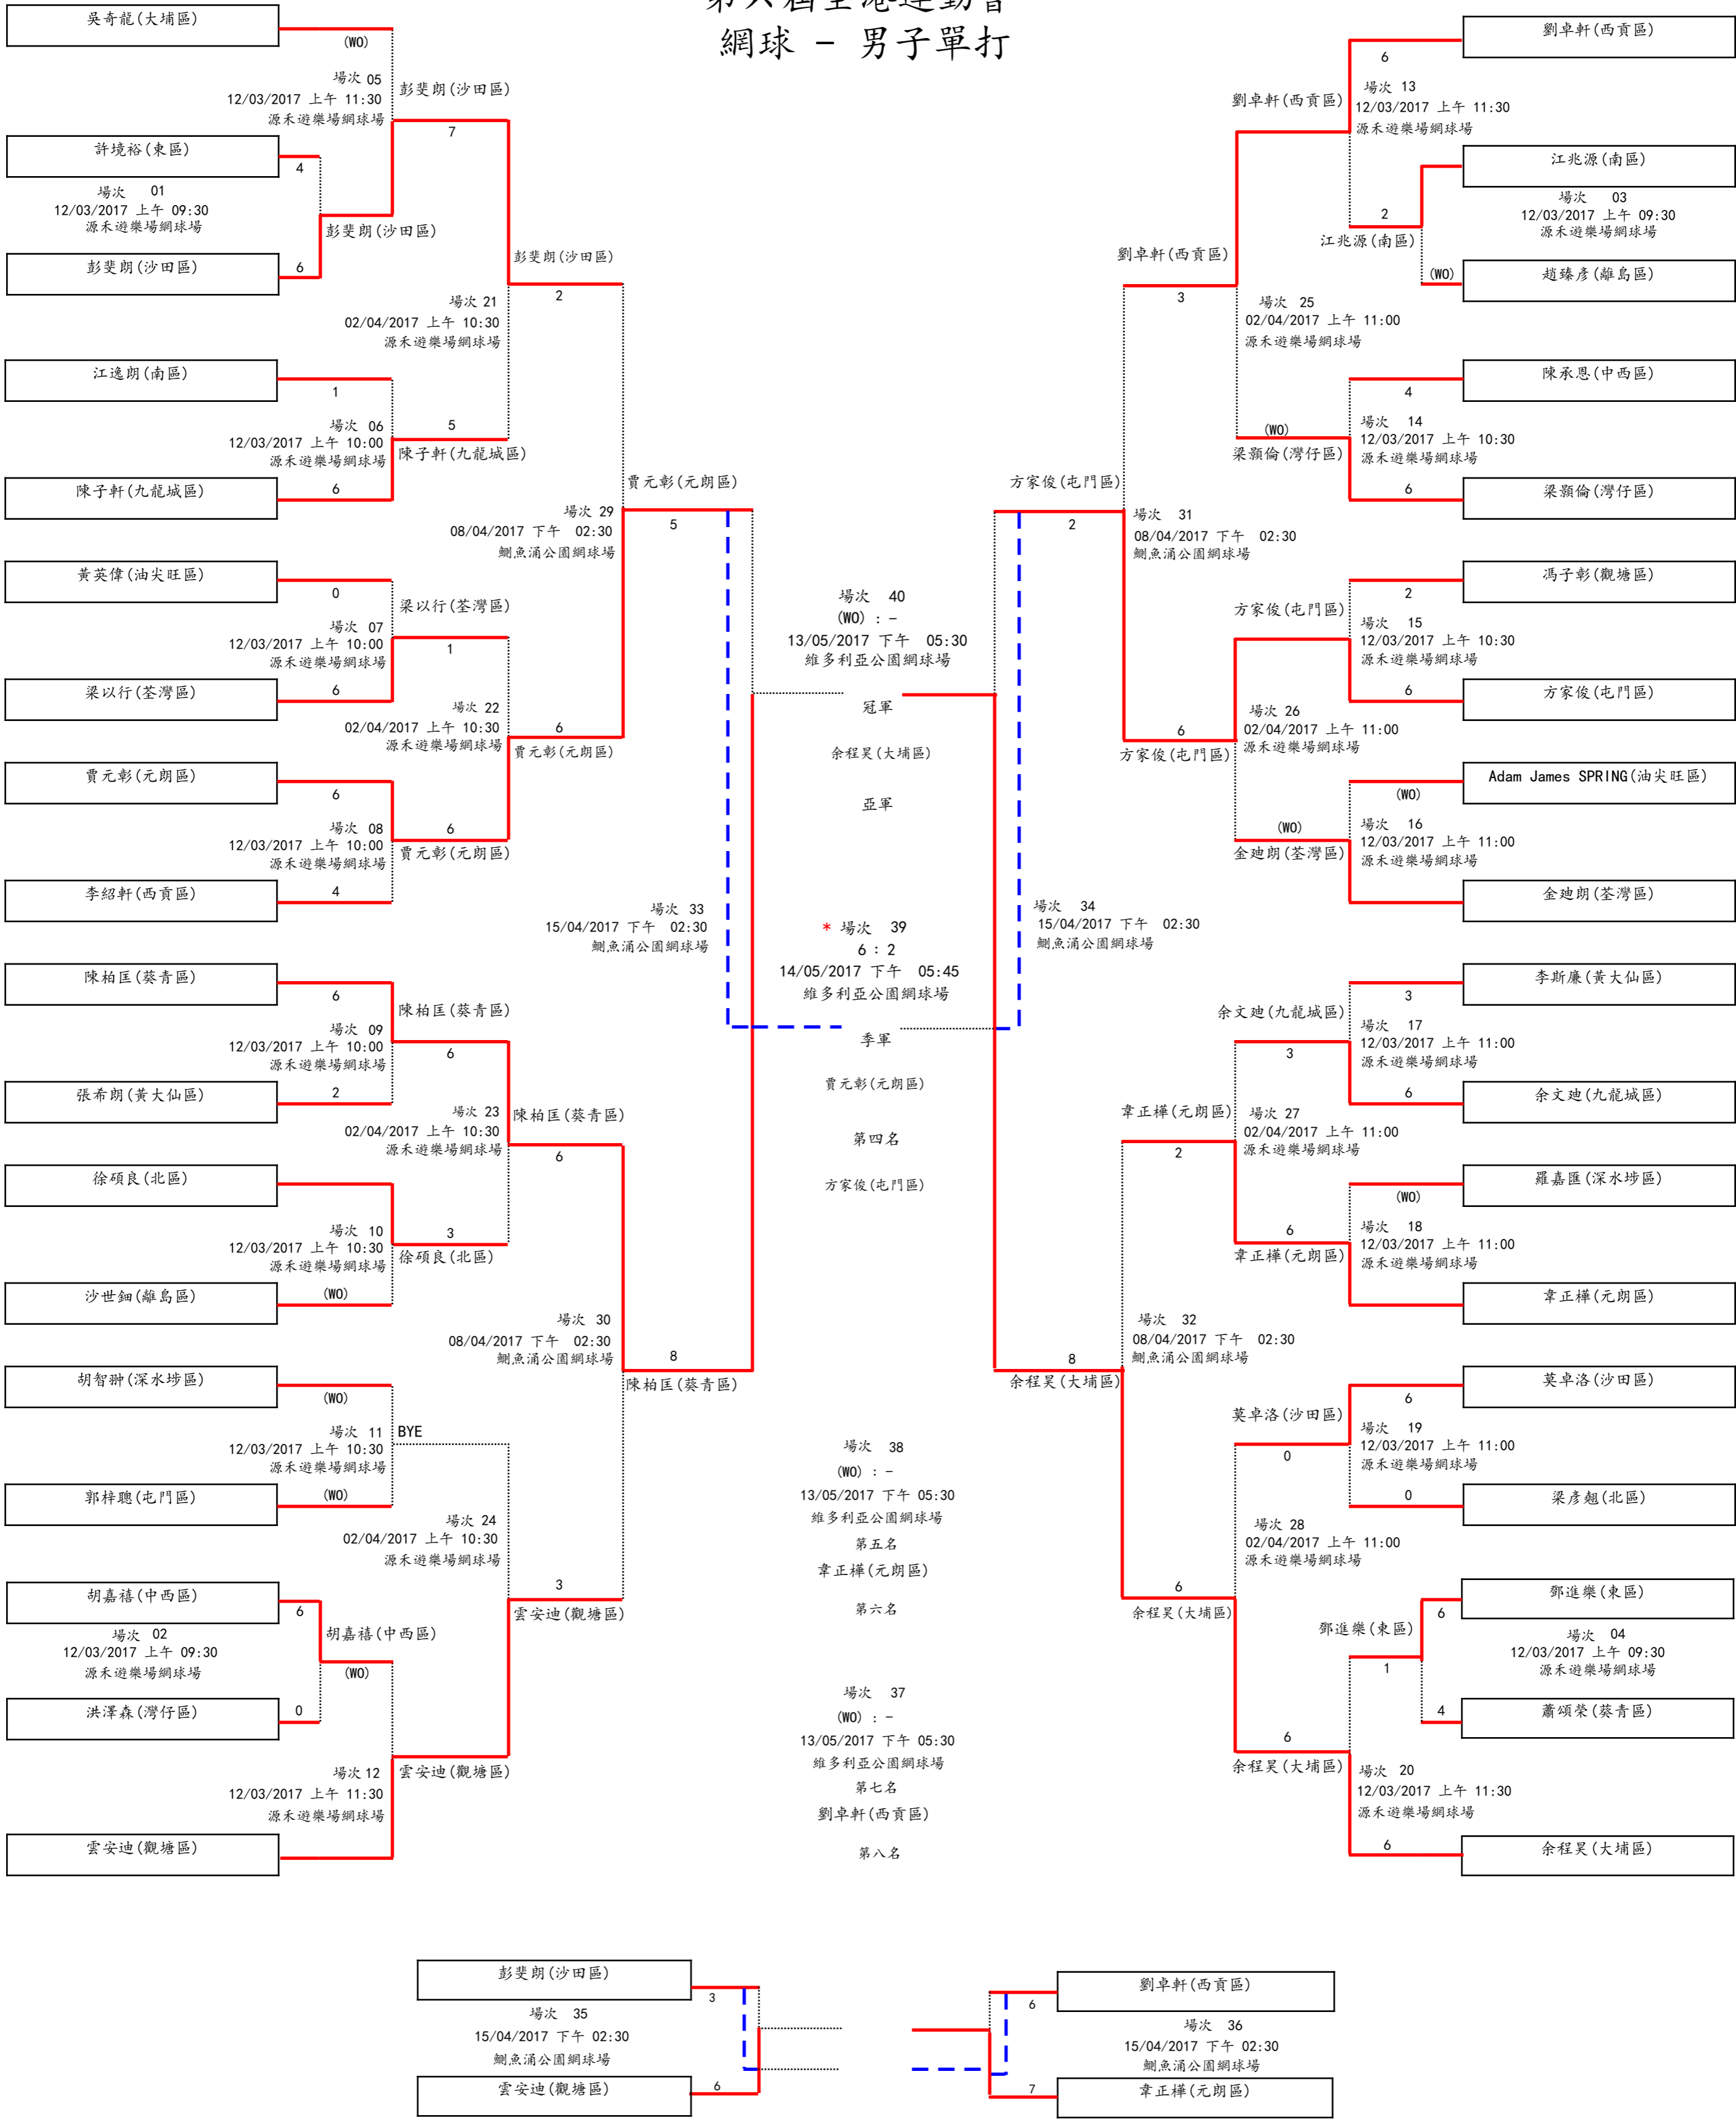 第六屆全港運動會
網球 - 男子單打
吳奇龍(大埔區)
(WO)
場次 05
12/03/2017 上午 11:30
源禾遊樂場網球場
彭斐朗(沙田區)
7
許境裕(東區)
4
場次 01
12/03/2017 上午 09:30
源禾遊樂場網球場
彭斐朗(沙田區)
彭斐朗(沙田區)
6
彭斐朗(沙田區)
2
場次 21
02/04/2017 上午 10:30
源禾遊樂場網球場
江逸朗(南區)
1
場次 06
12/03/2017 上午 10:00
源禾遊樂場網球場
5
陳子軒(九龍城區)
陳子軒(九龍城區)
6
賈元彰(元朗區)
5
場次 29
08/04/2017 下午 02:30
鰂魚涌公園網球場
黃英偉(油尖旺區)
0
梁以行(荃灣區)
1
場次 07
12/03/2017 上午 10:00
源禾遊樂場網球場
梁以行(荃灣區)
6
場次 22
02/04/2017 上午 10:30
源禾遊樂場網球場
6
賈元彰(元朗區)
賈元彰(元朗區)
6
場次 08
12/03/2017 上午 10:00
源禾遊樂場網球場
6
賈元彰(元朗區)
李紹軒(西貢區)
4
場次 33
15/04/2017 下午 02:30
鰂魚涌公園網球場
陳柏匡(葵青區)
6
陳柏匡(葵青區)
6
場次 09
12/03/2017 上午 10:00
源禾遊樂場網球場
張希朗(黃大仙區)
2
場次 23
02/04/2017 上午 10:30
源禾遊樂場網球場
陳柏匡(葵青區)
6
徐碩良(北區)
場次 10
12/03/2017 上午 10:30
源禾遊樂場網球場
3
徐碩良(北區)
沙世鈿(離島區)
(WO)
場次 30
08/04/2017 下午 02:30
鰂魚涌公園網球場
8
陳柏匡(葵青區)
胡智翀(深水埗區)
(WO)
場次 11
12/03/2017 上午 10:30
源禾遊樂場網球場
BYE
郭梓聰(屯門區)
(WO)
場次 24
02/04/2017 上午 10:30
源禾遊樂場網球場
3
雲安迪(觀塘區)
胡嘉禧(中西區)
6
場次 02
12/03/2017 上午 09:30
源禾遊樂場網球場
胡嘉禧(中西區)
(WO)
洪澤森(灣仔區)
0
場次 12
12/03/2017 上午 11:30
源禾遊樂場網球場
雲安迪(觀塘區)
雲安迪(觀塘區)
場次 40
(WO) : -
13/05/2017 下午 05:30
維多利亞公園網球場
冠軍
余程昊(大埔區)
亞軍
* 場次 39
6 : 2
14/05/2017 下午 05:45
維多利亞公園網球場
季軍
賈元彰(元朗區)
第四名
方家俊(屯門區)
場次 38
(WO) : -
13/05/2017 下午 05:30
維多利亞公園網球場
第五名
韋正樺(元朗區)
第六名
場次 37
(WO) : -
13/05/2017 下午 05:30
維多利亞公園網球場
第七名
劉卓軒(西貢區)
第八名
劉卓軒(西貢區)
6
場次 13
12/03/2017 上午 11:30
源禾遊樂場網球場
劉卓軒(西貢區)
江兆源(南區)
場次 03
12/03/2017 上午 09:30
源禾遊樂場網球場
2
江兆源(南區)
趙臻彥(離島區)
(WO)
劉卓軒(西貢區)
3
場次 25
02/04/2017 上午 11:00
源禾遊樂場網球場
陳承恩(中西區)
4
場次 14
12/03/2017 上午 10:30
源禾遊樂場網球場
(WO)
梁顥倫(灣仔區)
梁顥倫(灣仔區)
6
方家俊(屯門區)
2
場次 31
08/04/2017 下午 02:30
鰂魚涌公園網球場
馮子彰(觀塘區)
2
方家俊(屯門區)
場次 15
12/03/2017 上午 10:30
源禾遊樂場網球場
方家俊(屯門區)
6
場次 26
02/04/2017 上午 11:00
源禾遊樂場網球場
6
方家俊(屯門區)
Adam James SPRING(油尖旺區)
(WO)
場次 16
12/03/2017 上午 11:00
源禾遊樂場網球場
(WO)
金廸朗(荃灣區)
金廸朗(荃灣區)
場次 34
15/04/2017 下午 02:30
鰂魚涌公園網球場
李斯廉(黃大仙區)
3
余文廸(九龍城區)
3
場次 17
12/03/2017 上午 11:00
源禾遊樂場網球場
余文廸(九龍城區)
6
韋正樺(元朗區)
2
場次 27
02/04/2017 上午 11:00
源禾遊樂場網球場
羅嘉匯(深水埗區)
(WO)
場次 18
12/03/2017 上午 11:00
源禾遊樂場網球場
6
韋正樺(元朗區)
韋正樺(元朗區)
場次 32
08/04/2017 下午 02:30
鰂魚涌公園網球場
8
余程昊(大埔區)
莫卓洛(沙田區)
6
莫卓洛(沙田區)
0
場次 19
12/03/2017 上午 11:00
源禾遊樂場網球場
梁彥翹(北區)
0
場次 28
02/04/2017 上午 11:00
源禾遊樂場網球場
6
余程昊(大埔區)
鄧進樂(東區)
6
場次 04
12/03/2017 上午 09:30
源禾遊樂場網球場
鄧進樂(東區)
1
蕭頌榮(葵青區)
4
6
余程昊(大埔區)
場次 20
12/03/2017 上午 11:30
源禾遊樂場網球場
余程昊(大埔區)
6
彭斐朗(沙田區)
3
場次 35
15/04/2017 下午 02:30
鰂魚涌公園網球場
雲安迪(觀塘區)
6
劉卓軒(西貢區)
6
場次 36
15/04/2017 下午 02:30
鰂魚涌公園網球場
韋正樺(元朗區)
7